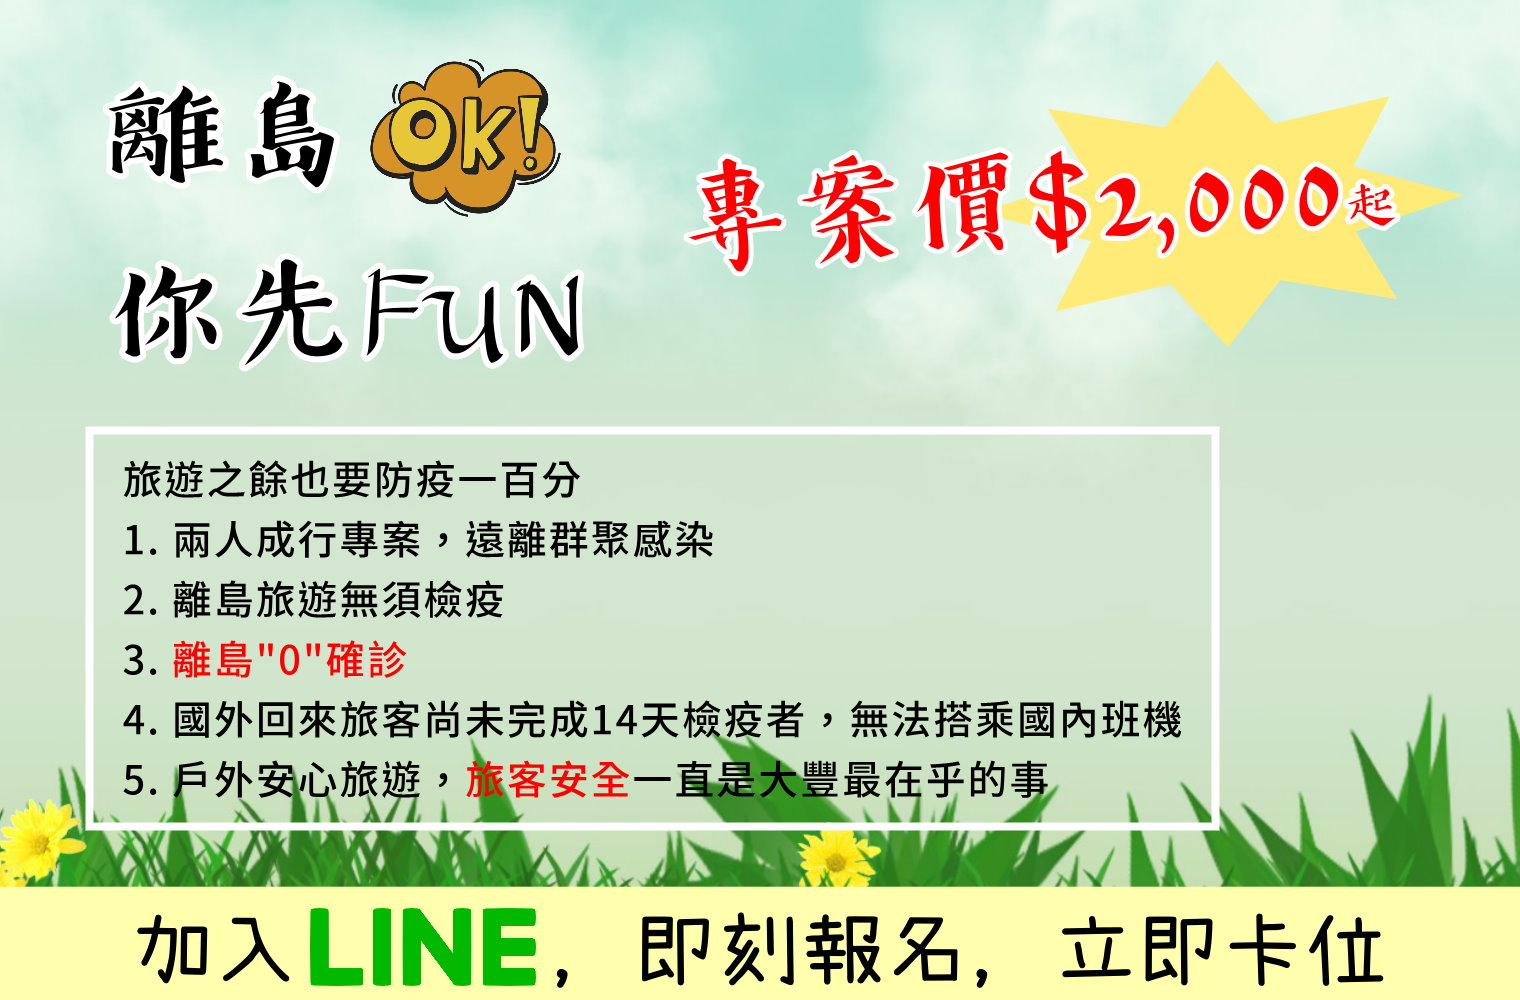 離島 OK!
你先FUN
專案價$2,000起
旅遊之餘也要防疫一百分
1. 兩人成行專案，遠離群聚感染
2. 離島旅遊無須檢疫
3. 離島"0"確診
4. 國外回來旅客尚未完成14天檢疫者，無法搭乘國內班機
5. 戶外安心旅遊，旅客安全一直是大豐最在乎的事
加入LINE，即刻報名，立即卡位